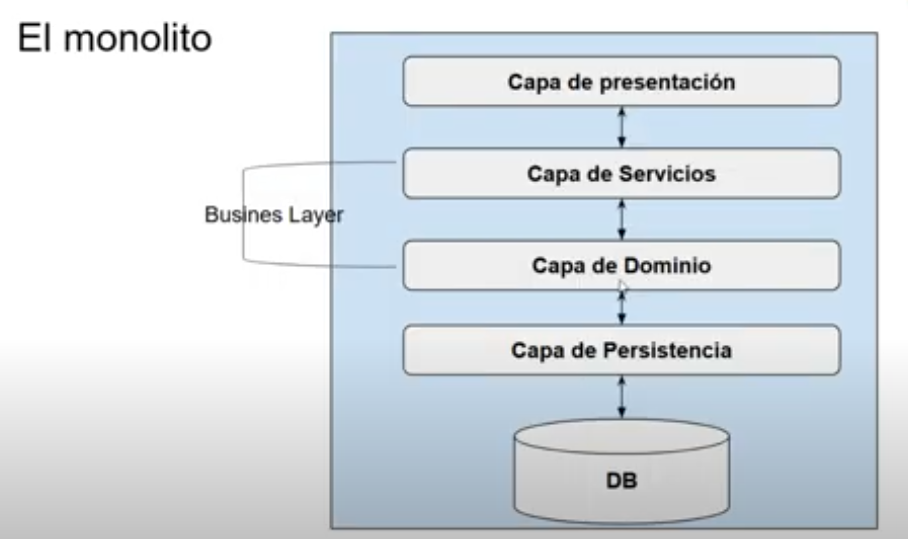 El monolito
Capa de presentación
Capa de Servicios
Busines Layer
Capa de Dominio
Capa de Persistencia
DB